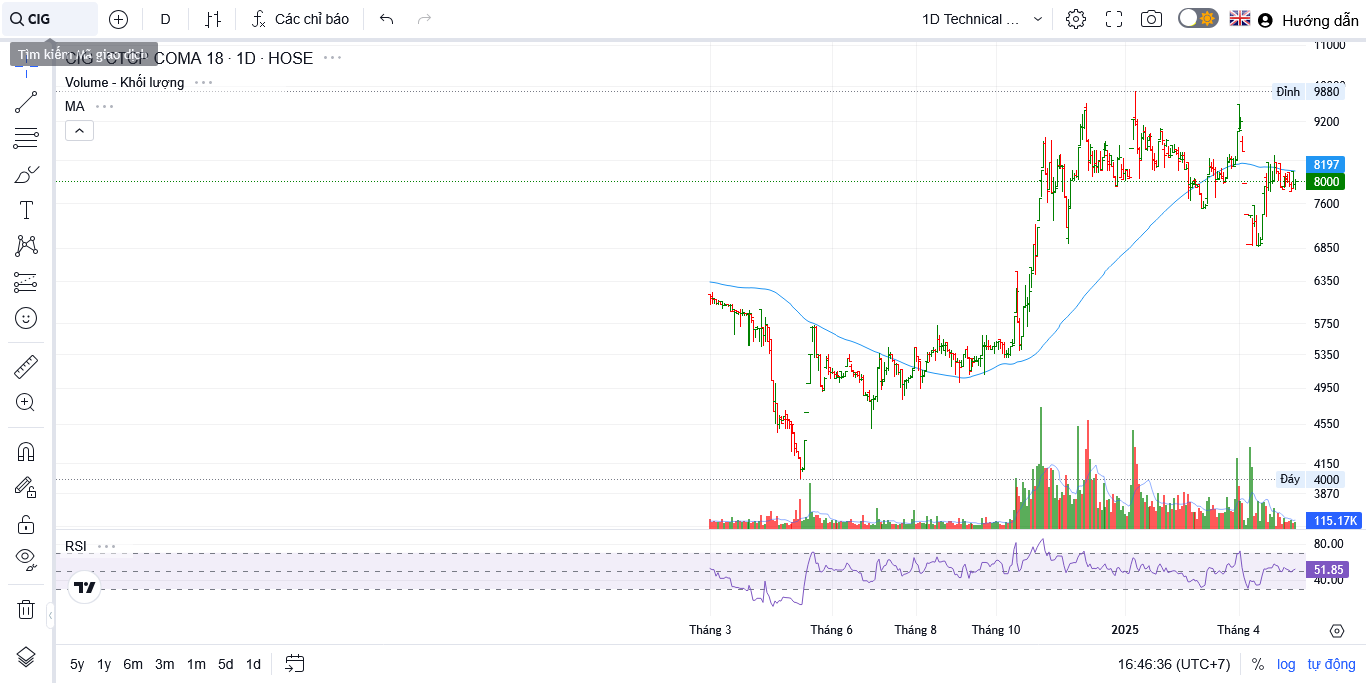 CIG
D
Các chỉ báo
1D Technical ...
Hướng dẫn
Tìm kiếm Mã giao dịch
CIG · CTCP COMA 18 · 1D · HOSE
Volume - Khối lượng
MA
11000
Đỉnh 9880
9200
8197
8000
7600
6850
6350
5750
5350
4950
4550
4150
Đáy 4000
3870
115.17K
RSI
80.00
51.85
40.00
Tháng 3
Tháng 6
Tháng 8
Tháng 10
2025
Tháng 4
5y 1y 6m 3m 1m 5d 1d
16:46:36 (UTC+7)
% log tự động